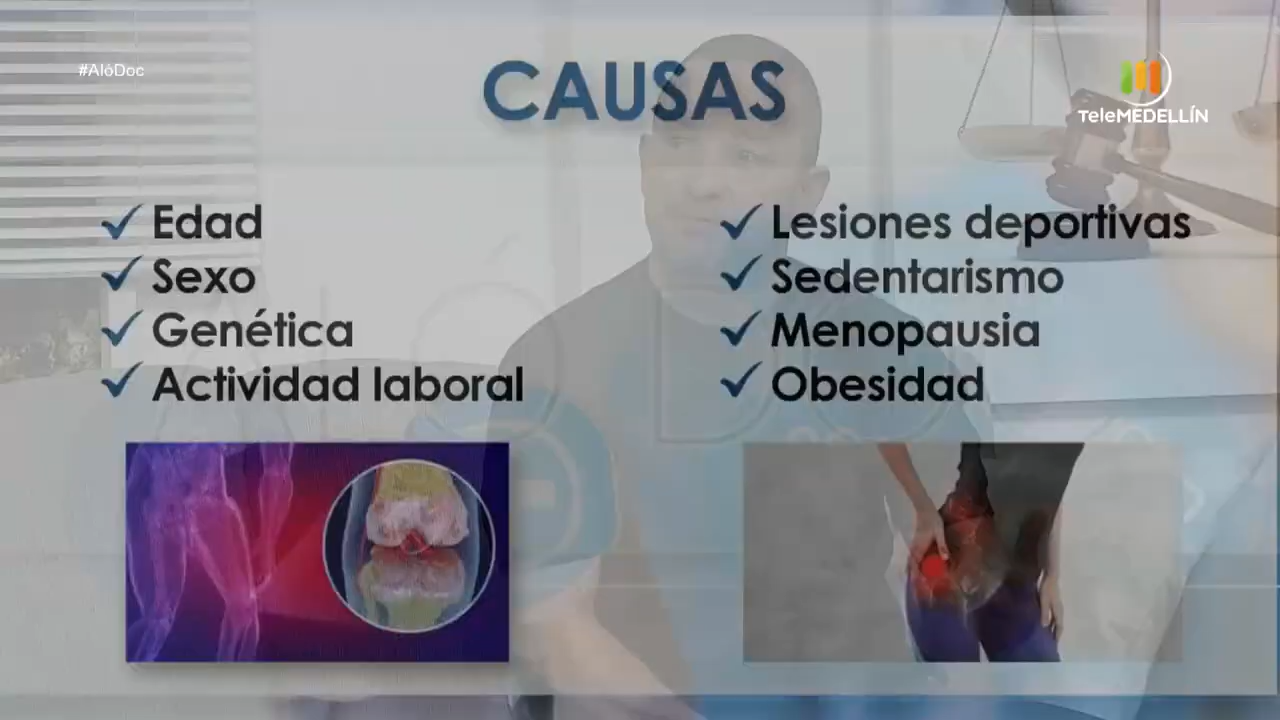 #AlóDoc
CAUSAS
TeleMEDELLÍN
Edad
Sexo
Genética
Actividad laboral
Lesiones deportivas
Sedentarismo
Menopausia
Obesidad